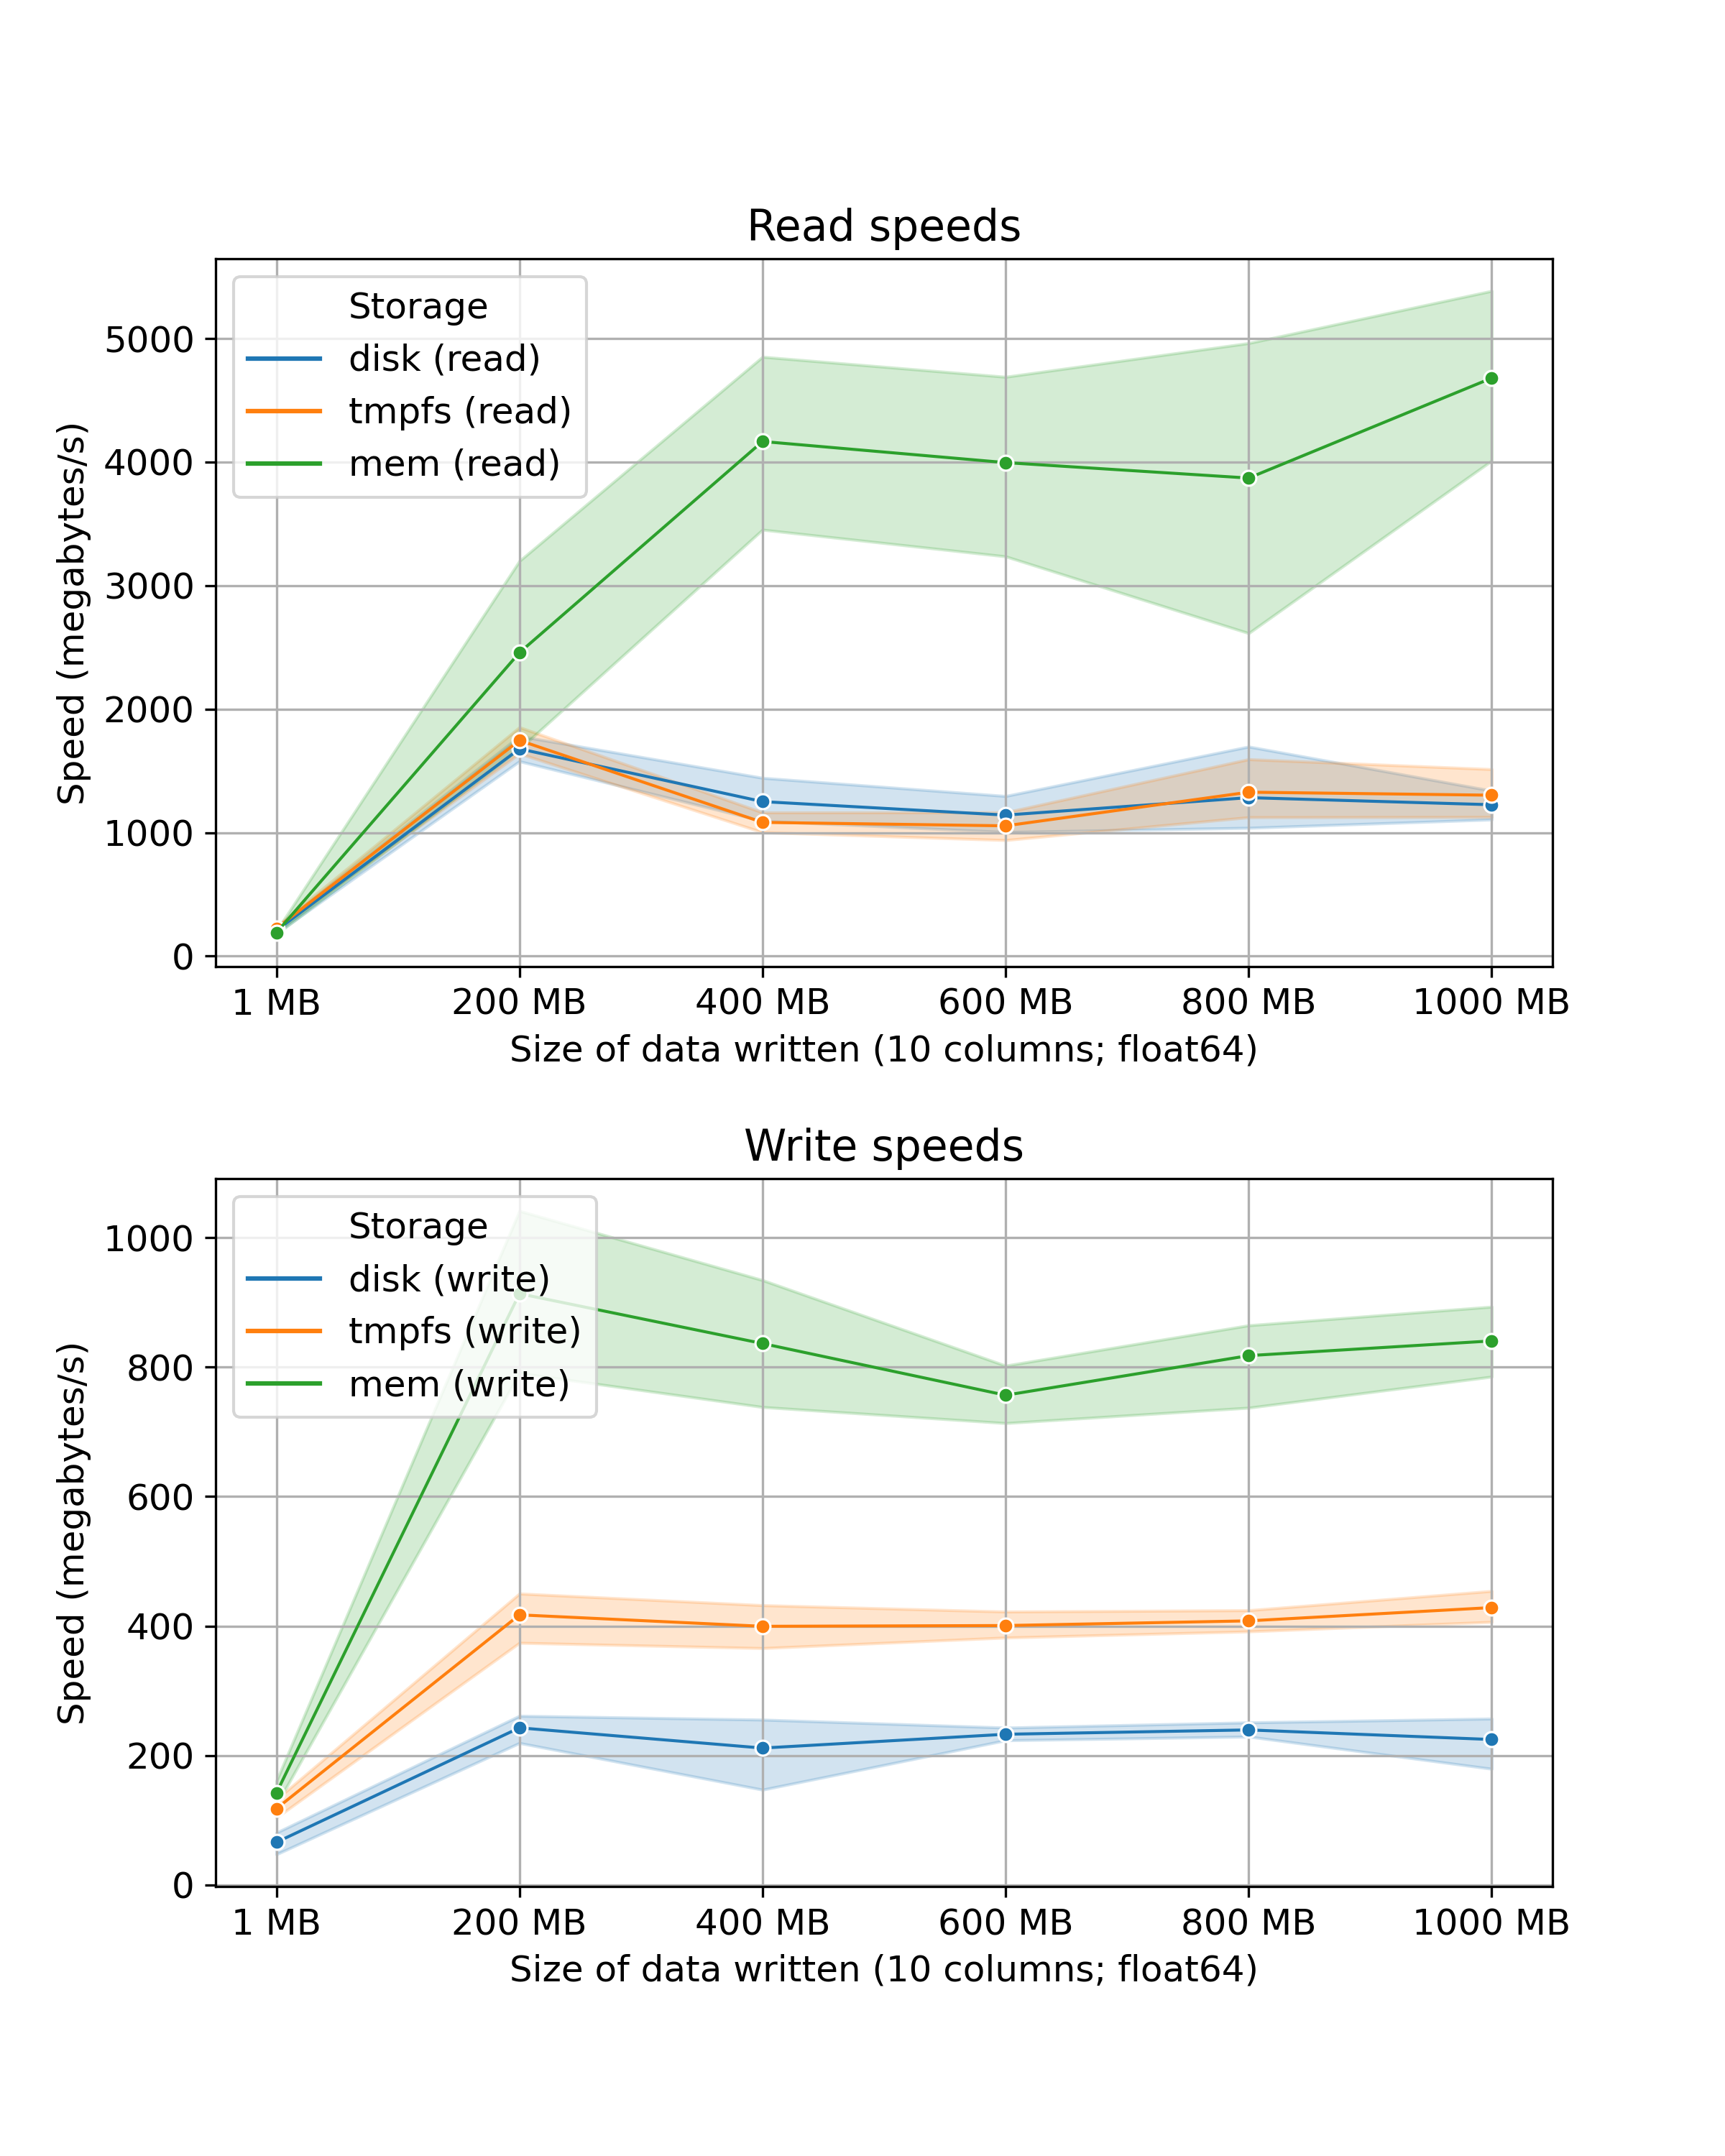 Read speeds
Storage
disk (read)
tmpfs (read)
mem (read)
Speed (megabytes/s)
5000
4000
3000
2000
1000
0
1 MB 200 MB 400 MB 600 MB 800 MB 1000 MB
Size of data written (10 columns; float64)
Write speeds
Storage
disk (write)
tmpfs (write)
mem (write)
Speed (megabytes/s)
1000
800
600
400
200
0
1 MB 200 MB 400 MB 600 MB 800 MB 1000 MB
Size of data written (10 columns; float64)